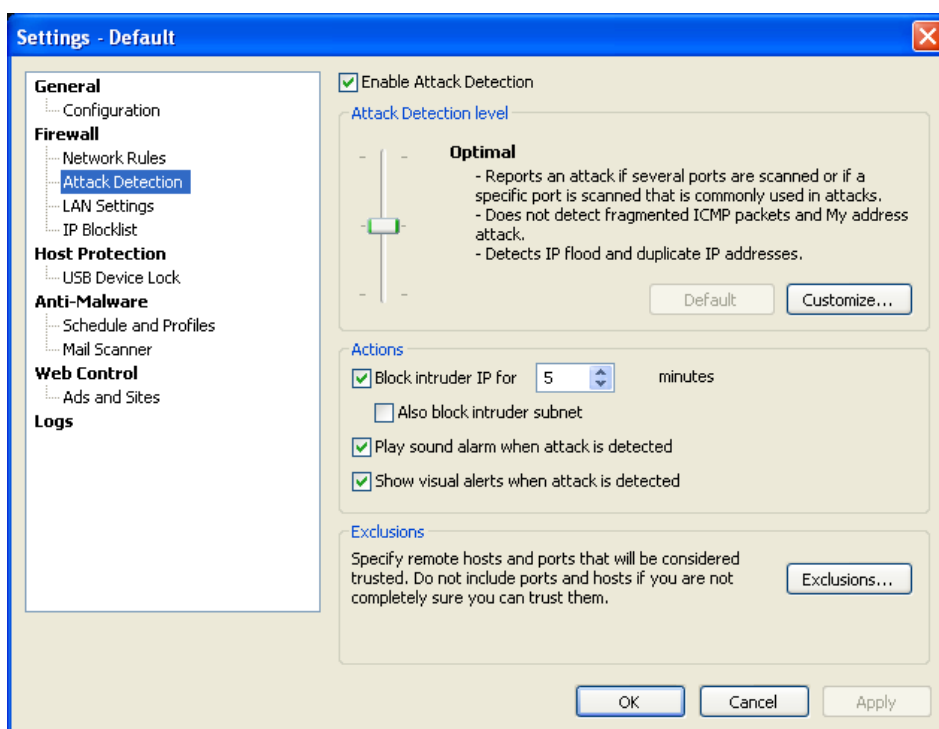 Settings - Default
General
Configuration
Firewall
Network Rules
Attack Detection
LAN Settings
IP Blocklist
Host Protection
USB Device Lock
Anti-Malware
Schedule and Profiles
Mail Scanner
Web Control
Ads and Sites
Logs
Enable Attack Detection
Attack Detection level
Optimal
- Reports an attack if several ports are scanned or if a
specific port is scanned that is commonly used in attacks.
- Does not detect fragmented ICMP packets and My address
attack.
- Detects IP flood and duplicate IP addresses.
Default
Customize...
Actions
Block intruder IP for 5 minutes
Also block intruder subnet
Play sound alarm when attack is detected
Show visual alerts when attack is detected
Exclusions
Specify remote hosts and ports that will be considered
trusted. Do not include ports and hosts if you are not
completely sure you can trust them.
Exclusions...
OK
Cancel
Apply